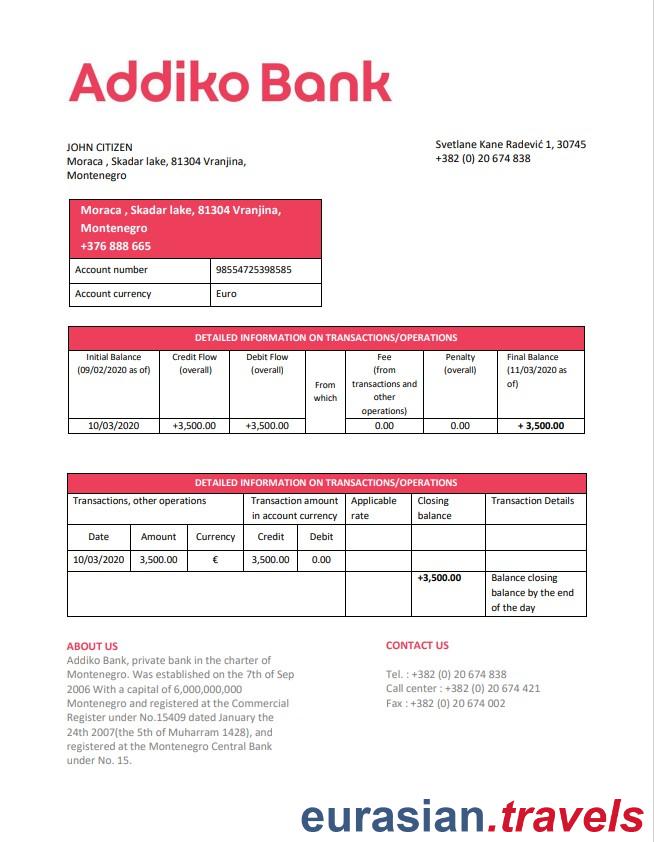 Addiko Bank
JOHN CITIZEN
Moraca , Skadar lake, 81304 Vranjina,
Montenegro
Svetlane Kane Radević 1, 30745
+382 (0) 20 674 838
Moraca , Skadar lake, 81304 Vranjina,
Montenegro
+376 888 665
Account number 98554725398585
Account currency Euro
DETAILED INFORMATION ON TRANSACTIONS/OPERATIONS
Initial Balance
(09/02/2020 as of)
Credit Flow
(overall)
Debit Flow
(overall)
From
which
Fee
(from
transactions and
other
operations)
Penalty
(overall)
Final Balance
(11/03/2020 as
of)
10/03/2020 +3,500.00 +3,500.00 0.00 0.00 + 3,500.00
DETAILED INFORMATION ON TRANSACTIONS/OPERATIONS
Transactions, other operations
Transaction amount
in account currency
Applicable
rate
Closing
balance
Transaction Details
Date Amount Currency Credit Debit
10/03/2020 3,500.00 € 3,500.00 0.00
+3,500.00
Balance closing
balance by the end
of the day
ABOUT US
Addiko Bank, private bank in the charter of
Montenegro. Was established on the 7th of Sep
2006 With a capital of 6,000,000,000
Montenegro and registered at the Commercial
Register under No.15409 dated January the
24th 2007(the 5th of Muharram 1428), and
registered at the Montenegro Central Bank
under No. 15.
CONTACT US
Tel. : +382 (0) 20 674 838
Call center : +382 (0) 20 674 421
Fax : +382 (0) 20 674 002
eurasian.travels